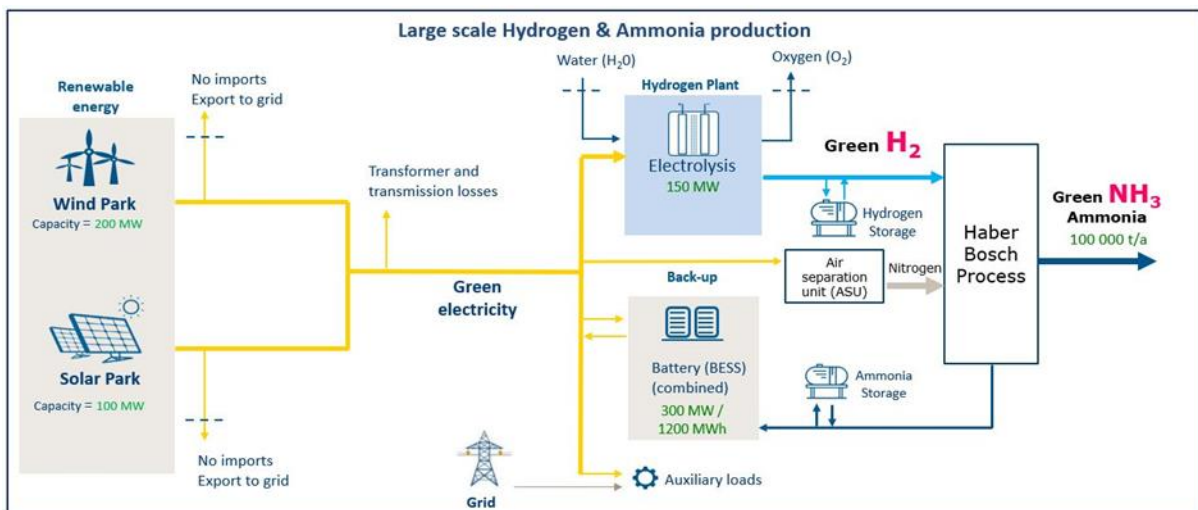 Large scale Hydrogen & Ammonia production
Renewable
energy
No imports
Export to grid
Wind Park
Capacity = 200 MW
Solar Park
Capacity = 100 MW
No imports
Export to grid
Transformer and
transmission losses
Green
electricity
Grid
Water (H₂0)
Oxygen (O₂)
Hydrogen Plant
Electrolysis
150 MW
Green H₂
Hydrogen
Storage
Air
separation
unit (ASU)
Nitrogen
Haber
Bosch
Process
Green NH₃
Ammonia
100 000 t/a
Back-up
Battery (BESS)
(combined)
300 MW /
1200 MWh
Ammonia
Storage
Auxiliary loads